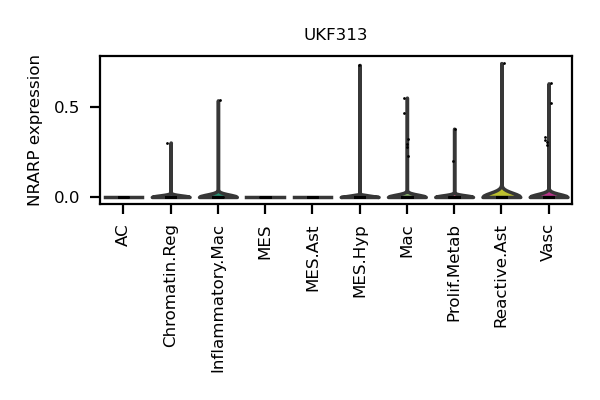 UKF313
NRARP expression
0.5
0.0
AC
Chromatin.Reg
Inflammatory.Mac
MES
MES.Ast
MES.Hyp
Mac
Prolif.Metab
Reactive.Ast
Vasc